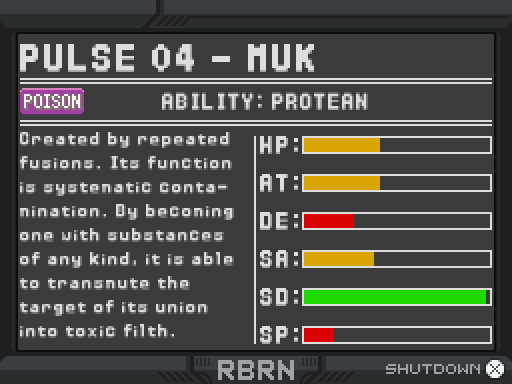 PULSE 04 - MUK
POISON
ABILITY: PROTEAN
Created by repeated
fusions. Its function
is systematic conta-
mination. By becoming
one with substances
of any kind, it is able
to transmute the
target of its union
into toxic filth.
HP:
AT:
DE:
SA:
SD:
SP:
RBRN
SHUTDOWN